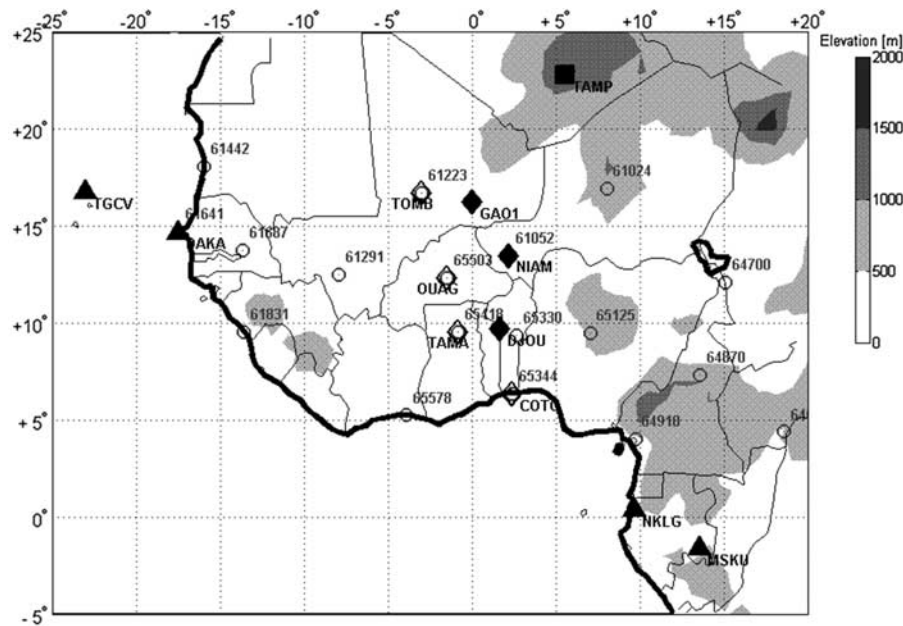 -25° -20° -15° -10° -5° 0° +5° +10° +15° +20°
+25°
Elevation [m]
2000
TAMP
+20°
1500
61442
61223
61024
TGCV
TOMB
GAO1
1000
+15°
61641
DAKA
61687
61052
61291
65503
NIAM
64700
OUAG
500
+10°
61831
65418
65330
65125
TAMA
DJOU
0
65344
64870
COTO
+5°
65578
64910
0°
NKLG
MSKU
-5°